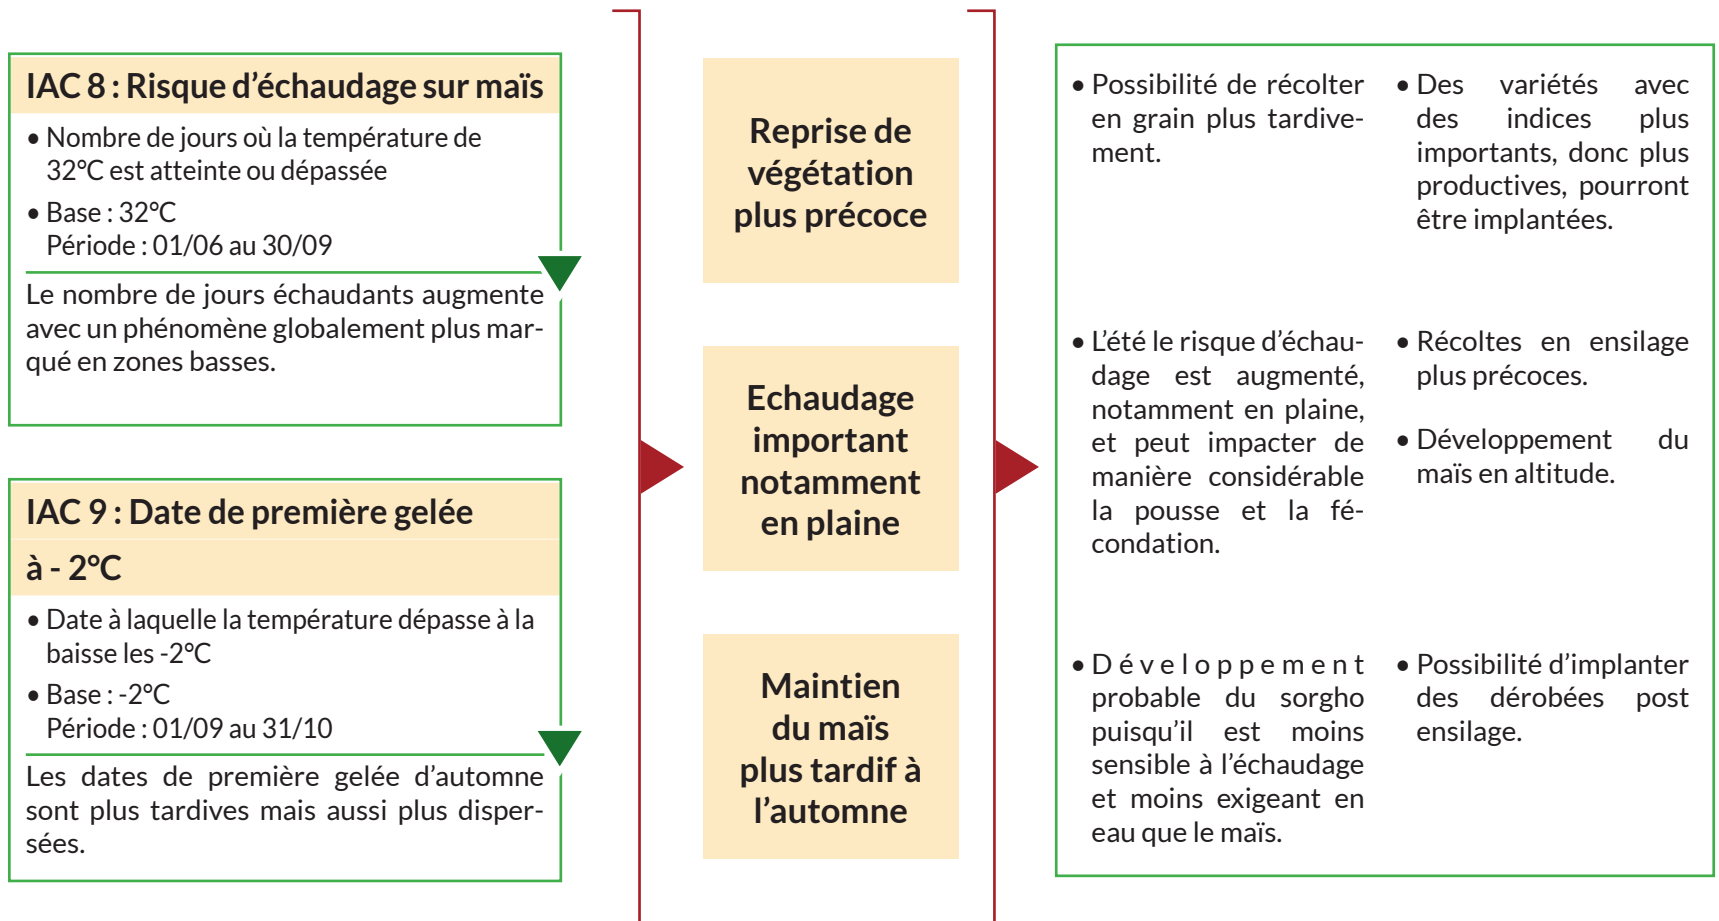 IAC 8 : Risque d'échaudage sur maïs
• Nombre de jours où la température de
32°C est atteinte ou dépassée
• Base : 32°C
Période : 01/06 au 30/09
Le nombre de jours échaudants augmente
avec un phénomène globalement plus mar-
qué en zones basses.
IAC 9 : Date de première gelée
à - 2°C
• Date à laquelle la température dépasse à la
baisse les -2°C
• Base : -2°C
Période : 01/09 au 31/10
Les dates de première gelée d'automne
sont plus tardives mais aussi plus disper-
sées.
Reprise de
végétation
plus précoce
Echaudage
important
notamment
en plaine
Maintien
du maïs
plus tardif à
l'automne
• Possibilité de récolter
en grain plus tardive-
ment.
• L'été le risque d'échau-
dage est augmenté,
notamment en plaine,
et peut impacter de
manière considérable
la pousse et la fé-
condation.
• Développement
probable du sorgho
puisqu'il est moins
sensible à l'échaudage
et moins exigeant en
eau que le maïs.
• Des variétés avec
des indices plus
importants, donc plus
productives, pourront
être implantées.
• Récoltes en ensilage
plus précoces.
• Développement du
maïs en altitude.
• Possibilité d'implanter
des dérobées post
ensilage.